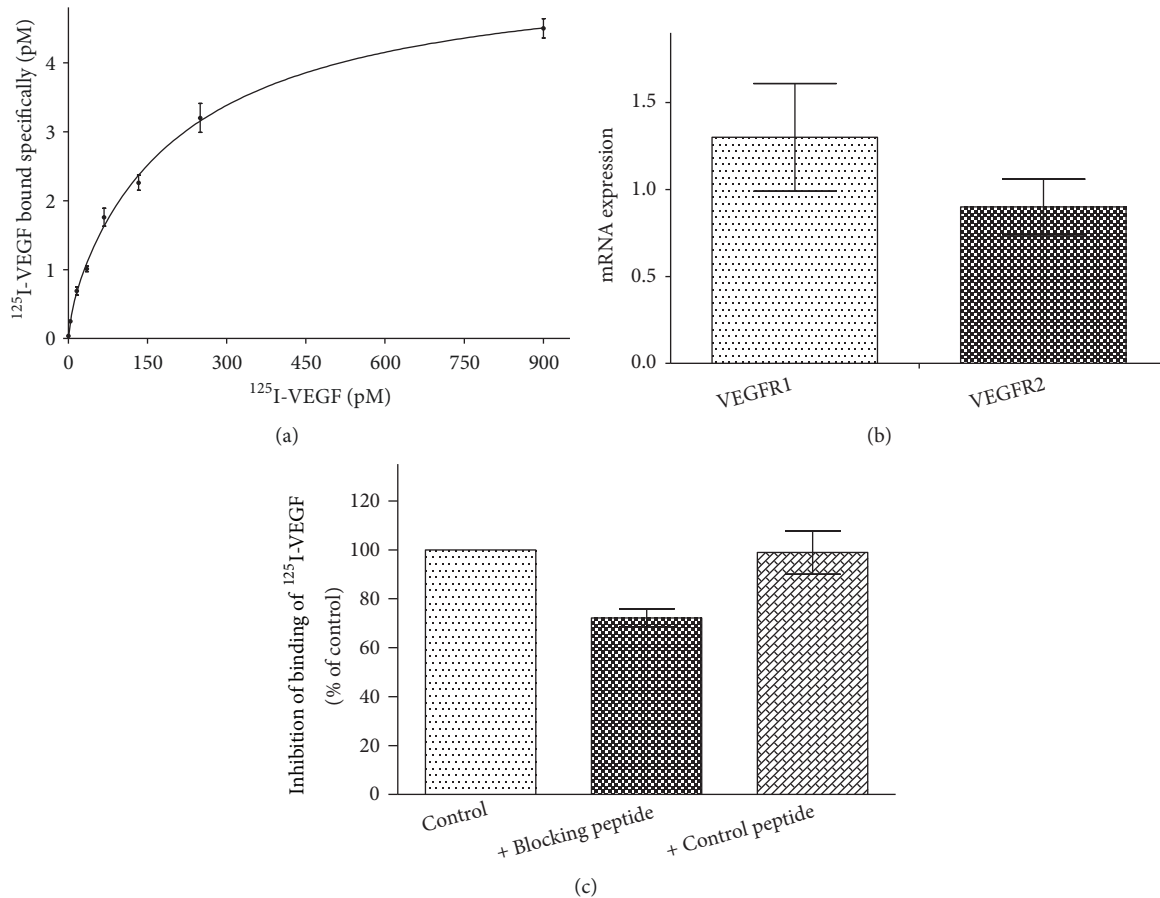 ¹²⁵I-VEGF bound specifically (pM)
4
3
2
1
0
0 150 300 450 600 750 900
¹²⁵I-VEGF (pM)
(a)
mRNA expression
1.5
1.0
0.5
0.0
VEGFR1 VEGFR2
(b)
Inhibition of binding of ¹²⁵I-VEGF
(% of control)
120
100
80
60
40
20
0
Control + Blocking peptide + Control peptide
(c)